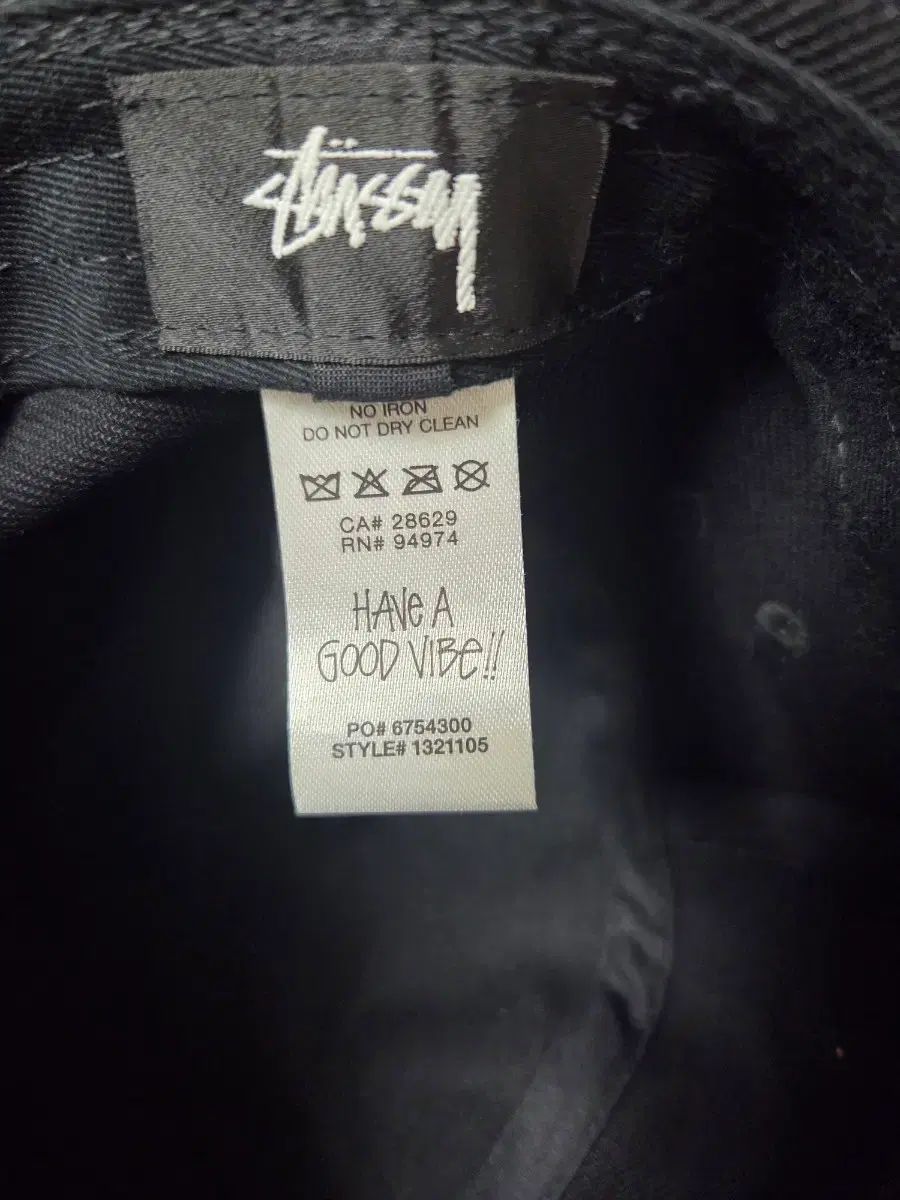 Stüssy
NO IRON
DO NOT DRY CLEAN
CA# 28629
RN# 94974
HAVE A
GOOD VIBE!!
PO# 6754300
STYLE# 1321105